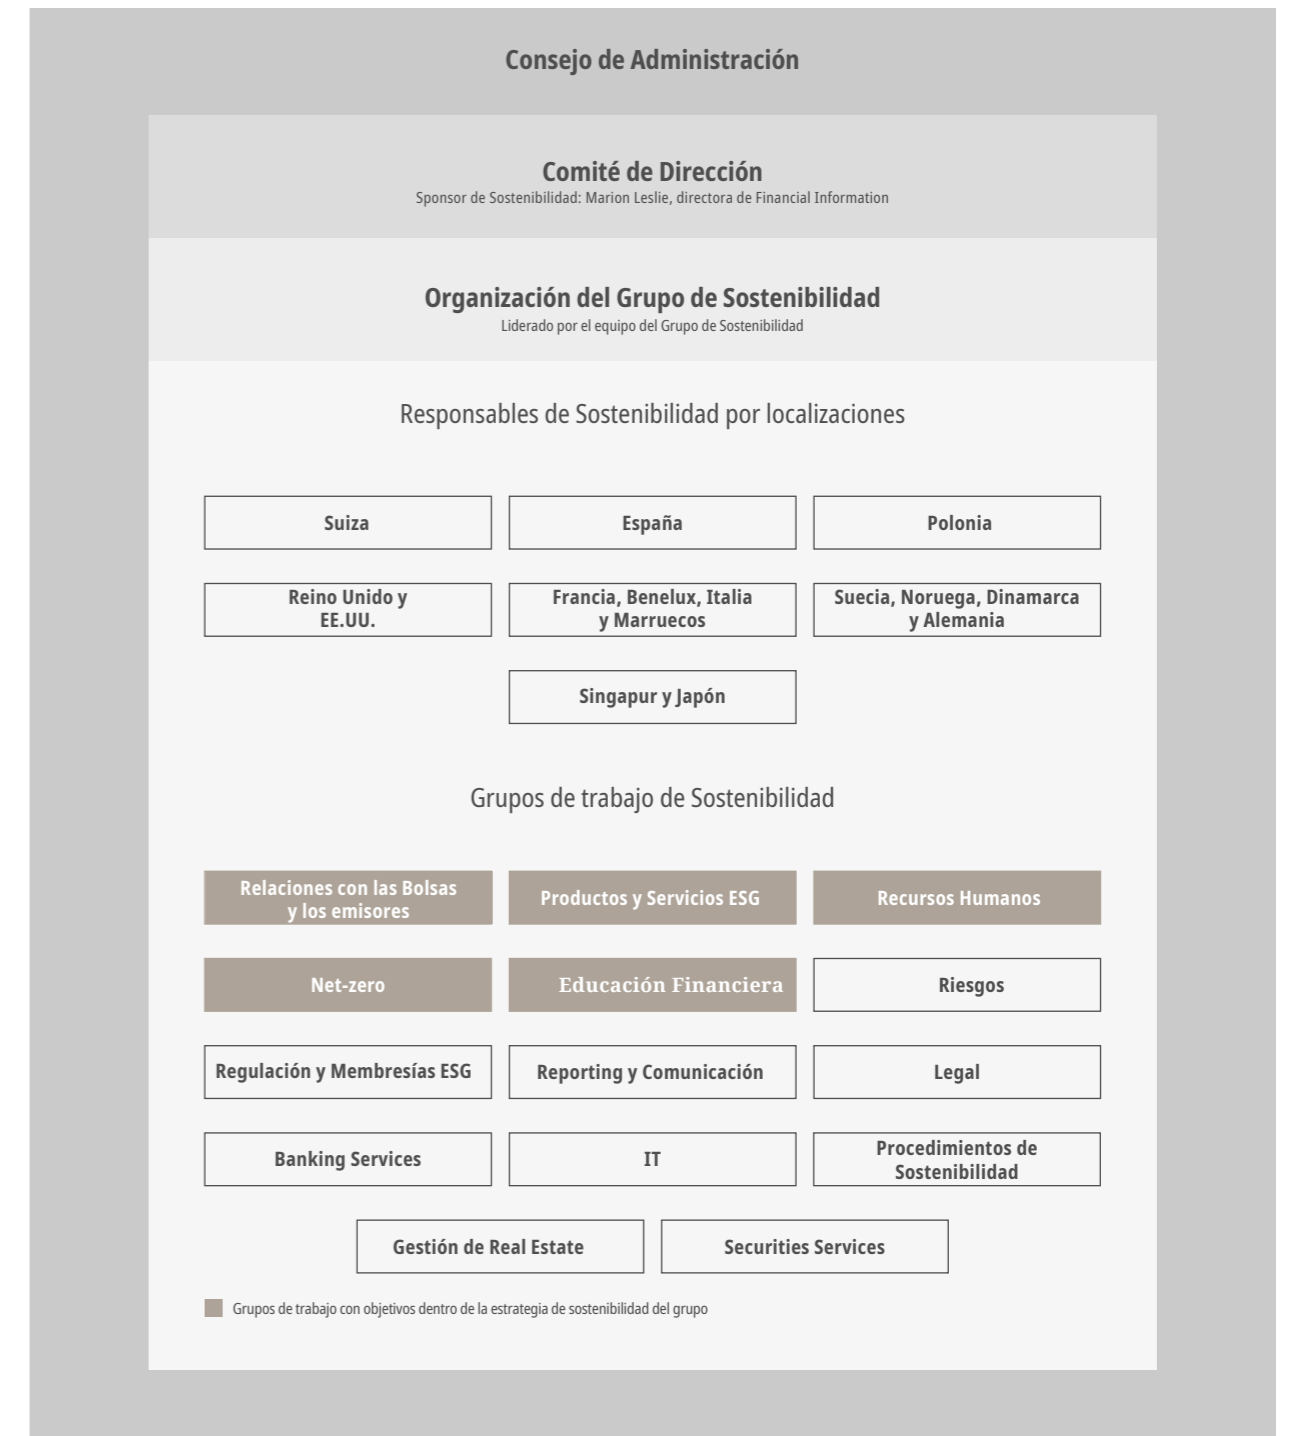 Consejo de Administración
Comité de Dirección
Sponsor de Sostenibilidad: Marion Leslie, directora de Financial Information
Organización del Grupo de Sostenibilidad
Liderado por el equipo del Grupo de Sostenibilidad
Responsables de Sostenibilidad por localizaciones
Suiza
España
Polonia
Reino Unido y
EE.UU.
Francia, Benelux, Italia
y Marruecos
Suecia, Noruega, Dinamarca
y Alemania
Singapur y Japón
Grupos de trabajo de Sostenibilidad
Relaciones con las Bolsas
y los emisores
Productos y Servicios ESG
Recursos Humanos
Net-zero
Educación Financiera
Riesgos
Regulación y Membresías ESG
Reporting y Comunicación
Legal
Banking Services
IT
Procedimientos de
Sostenibilidad
Gestión de Real Estate
Securities Services
Grupos de trabajo con objetivos dentro de la estrategia de sostenibilidad del grupo